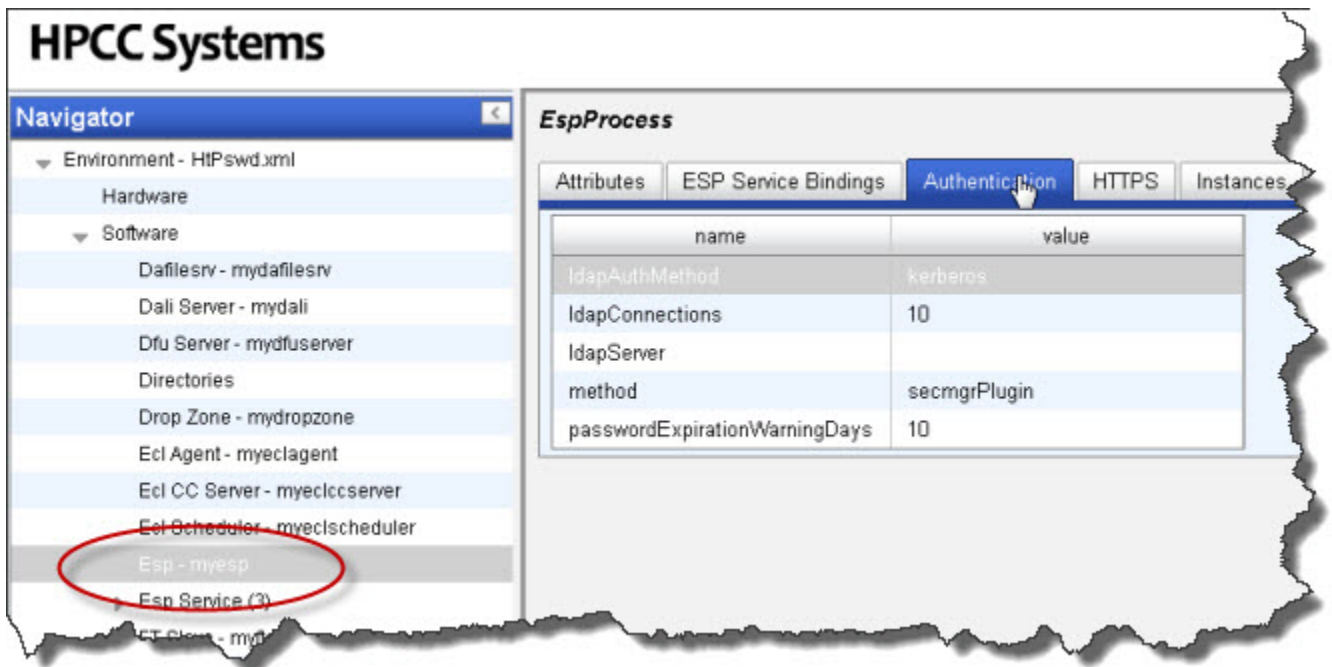 HPCC Systems
Navigator
Environment - HtPswd.xml
Hardware
Software
Dafilesrv - mydafilesrv
Dali Server - mydali
Dfu Server - mydfuserver
Directories
Drop Zone - mydropzone
Ecl Agent - myeclagent
Ecl CC Server - myeclccserver
Ecl Scheduler - myeclscheduler
Esp - myesp
Esp Service (3)
EspProcess
Attributes ESP Service Bindings Authentication HTTPS Instances
name value
ldapAuthMethod kerberos
ldapConnections 10
ldapServer
method secmgrPlugin
passwordExpirationWarningDays 10